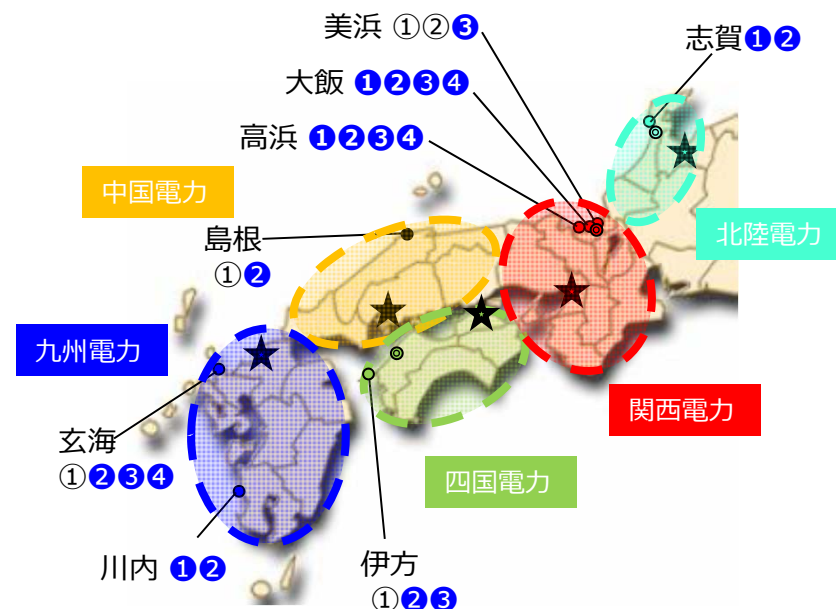 美浜 ①②❸
志賀❶❷
大飯 ❶❷❸❹
高浜 ❶❷❸❹
中国電力
島根
①❷
北陸電力
九州電力
関西電力
玄海
①❷❸❹
四国電力
川内 ❶❷
伊方
①❷❸